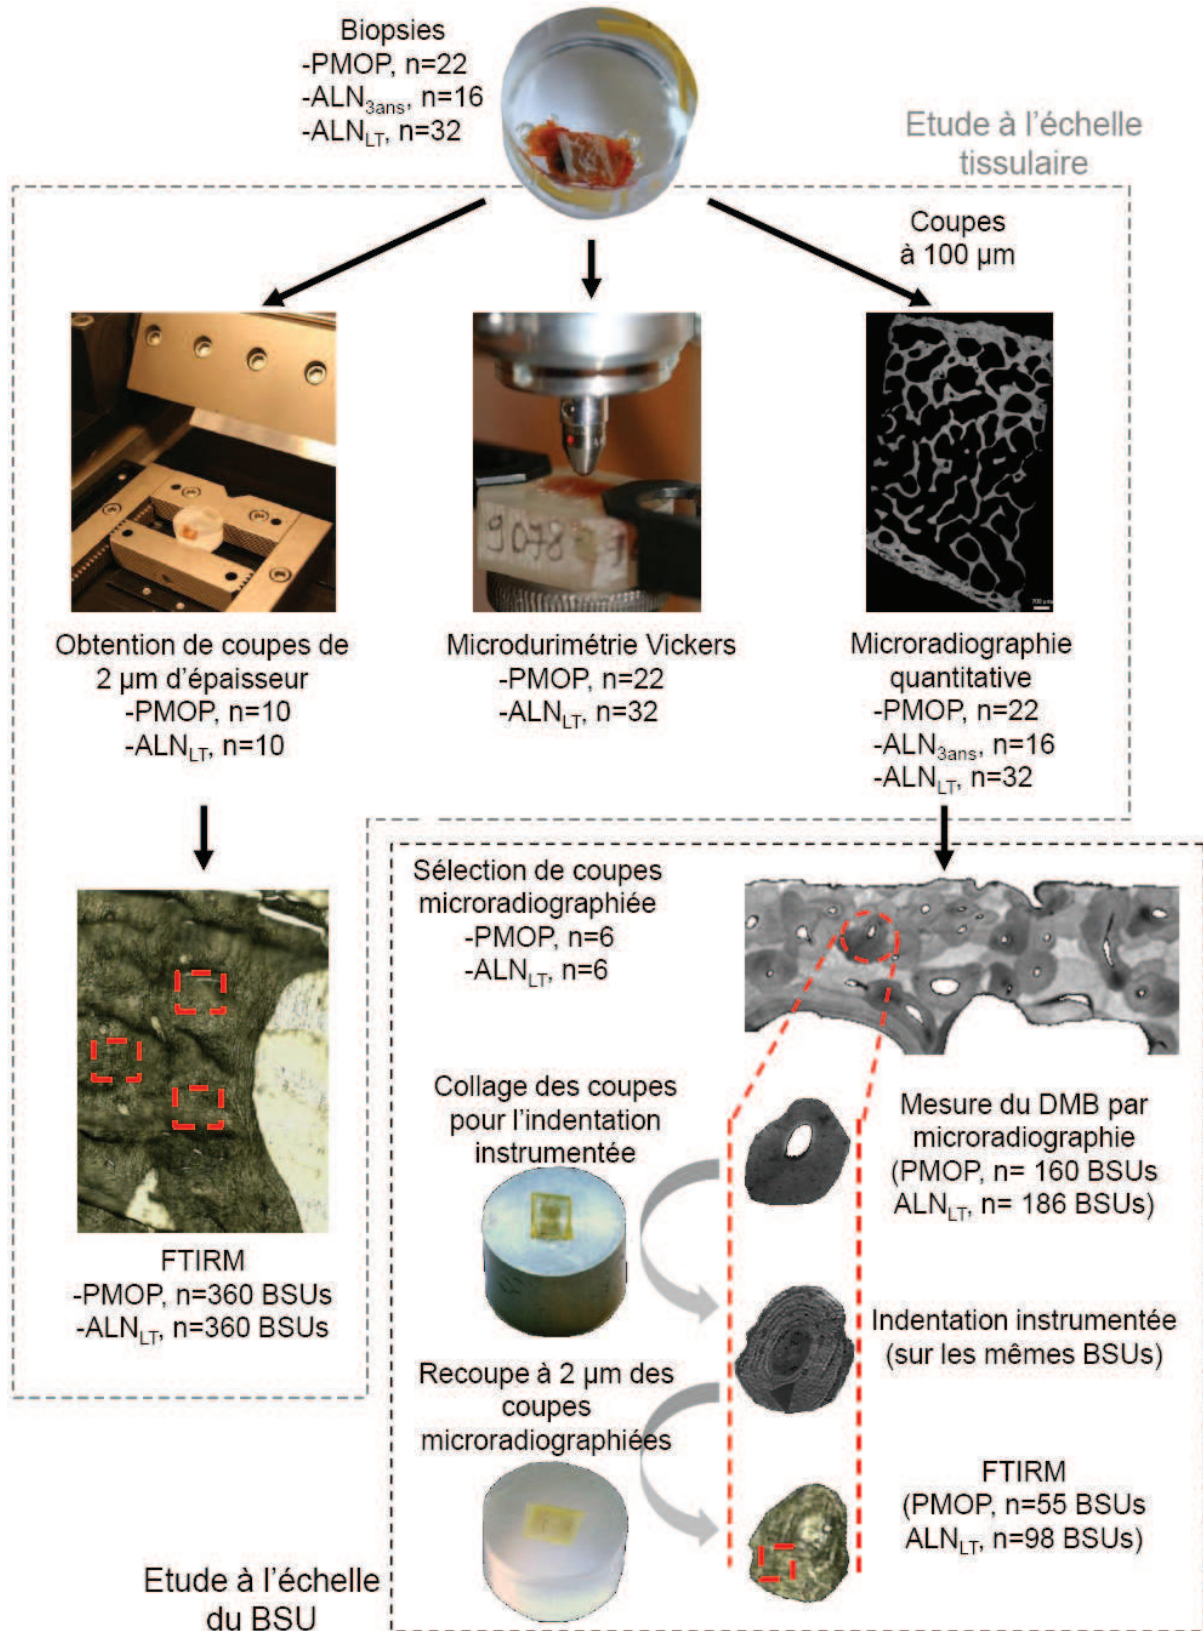 Biopsies
-PMOP, n=22
-ALN3ans, n=16
-ALNLT, n=32
Etude à l'échelle
tissulaire
Coupes
à 100 µm
9078
Obtention de coupes de
2 µm d'épaisseur
-PMOP, n=10
-ALNLT, n=10
Microdurimétrie Vickers
-PMOP, n=22
-ALNLT, n=32
Microradiographie
quantitative
-PMOP, n=22
-ALN3ans, n=16
-ALNLT, n=32
FTIRM
-PMOP, n=360 BSUs
-ALNLT, n=360 BSUs
Sélection de coupes
microradiographiée
-PMOP, n=6
-ALNLT, n=6
Collage des coupes
pour l'indentation
instrumentée
Mesure du DMB par
microradiographie
(PMOP, n= 160 BSUs
ALNLT, n= 186 BSUs)
Indentation instrumentée
(sur les mêmes BSUs)
Recoupe à 2 µm des
coupes
microradiographiées
FTIRM
(PMOP, n=55 BSUs
ALNLT, n=98 BSUs)
Etude à l'échelle
du BSU